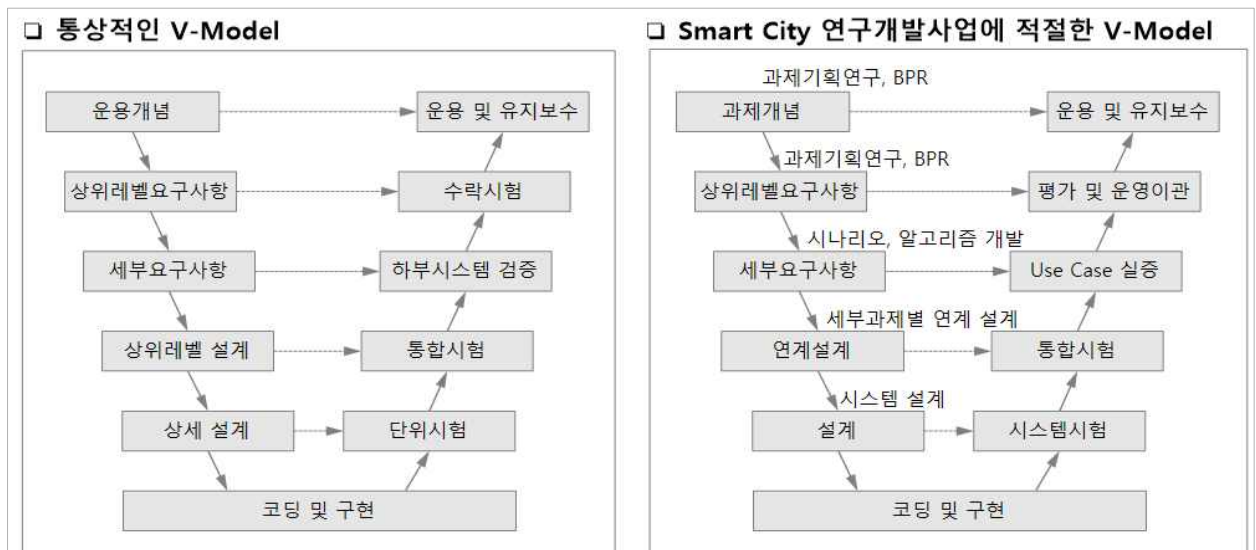 ❏ 통상적인 V-Model
운용개념
운용 및 유지보수
상위레벨요구사항
수락시험
세부요구사항
하부시스템 검증
상위레벨 설계
통합시험
상세 설계
단위시험
코딩 및 구현
❏ Smart City 연구개발사업에 적절한 V-Model
과제기획연구, BPR
과제개념
운용 및 유지보수
과제기획연구, BPR
상위레벨요구사항
평가 및 운영이관
시나리오, 알고리즘 개발
세부요구사항
Use Case 실증
세부과제별 연계 설계
연계설계
통합시험
시스템 설계
설계
시스템시험
코딩 및 구현